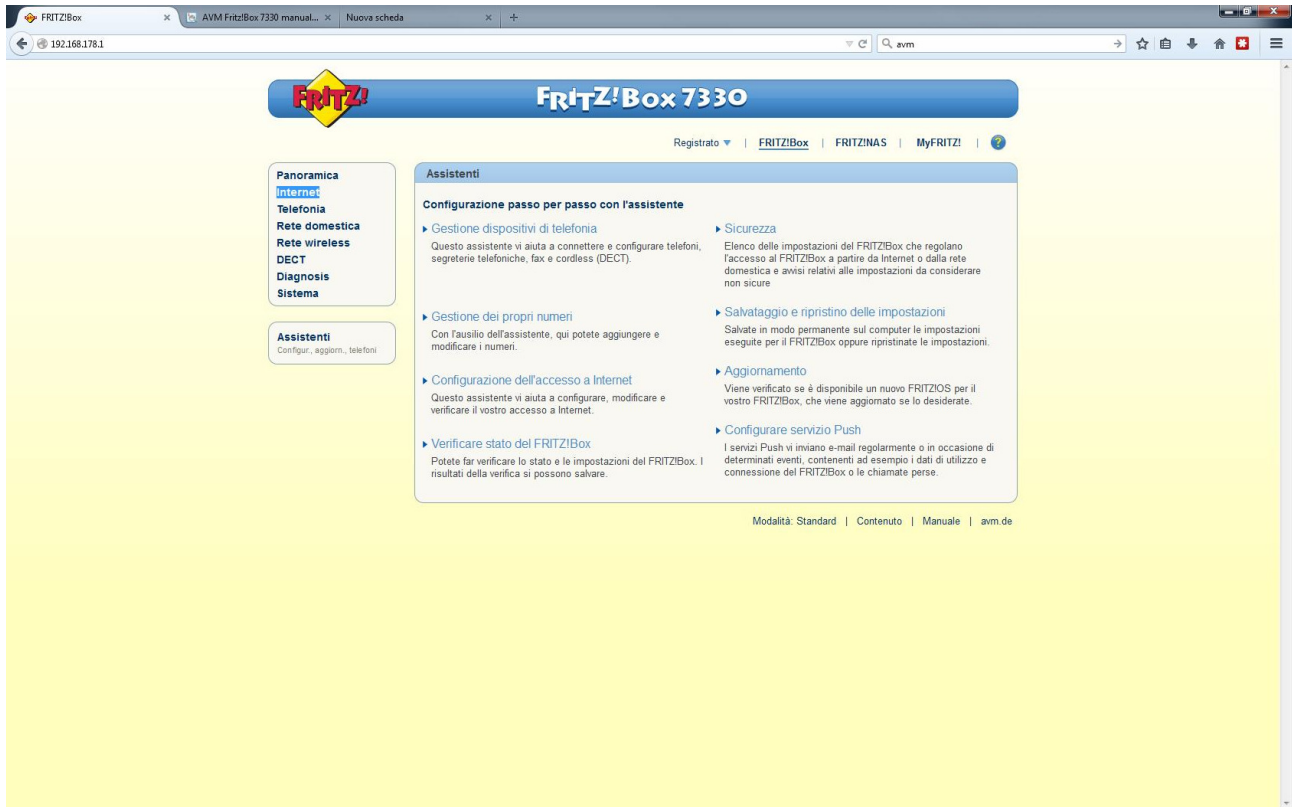 FRITZ!Box
AVM Fritz!Box 7330 manual...
Nuova scheda
192.168.178.1
avm
FRITZ!
FRITZ!Box 7330
Registrato | FRITZ!Box | FRITZ!NAS | MyFRITZ! | ?
Panoramica
Internet
Telefonia
Rete domestica
Rete wireless
DECT
Diagnosis
Sistema
Assistenti
Configur., aggiorn., telefoni
Assistenti
Configurazione passo per passo con l'assistente
Gestione dispositivi di telefonia
Questo assistente vi aiuta a connettere e configurare telefoni,
segreterie telefoniche, fax e cordless (DECT).
Gestione dei propri numeri
Con l'ausilio dell'assistente, qui potete aggiungere e
modificare i numeri.
Configurazione dell'accesso a Internet
Questo assistente vi aiuta a configurare, modificare e
verificare il vostro accesso a Internet.
Verificare stato del FRITZ!Box
Potete far verificare lo stato e le impostazioni del FRITZ!Box. I
risultati della verifica si possono salvare.
Sicurezza
Elenco delle impostazioni del FRITZ!Box che regolano
l'accesso al FRITZ!Box a partire da Internet o dalla rete
domestica e avvisi relativi alle impostazioni da considerare
non sicure
Salvataggio e ripristino delle impostazioni
Salvate in modo permanente sul computer le impostazioni
eseguite per il FRITZ!Box oppure ripristinate le impostazioni.
Aggiornamento
Viene verificato se è disponibile un nuovo FRITZ!OS per il
vostro FRITZ!Box, che viene aggiornato se lo desiderate.
Configurare servizio Push
I servizi Push vi inviano e-mail regolarmente o in occasione di
determinati eventi, contenenti ad esempio i dati di utilizzo e
connessione del FRITZ!Box o le chiamate perse.
Modalità: Standard | Contenuto | Manuale | avm.de